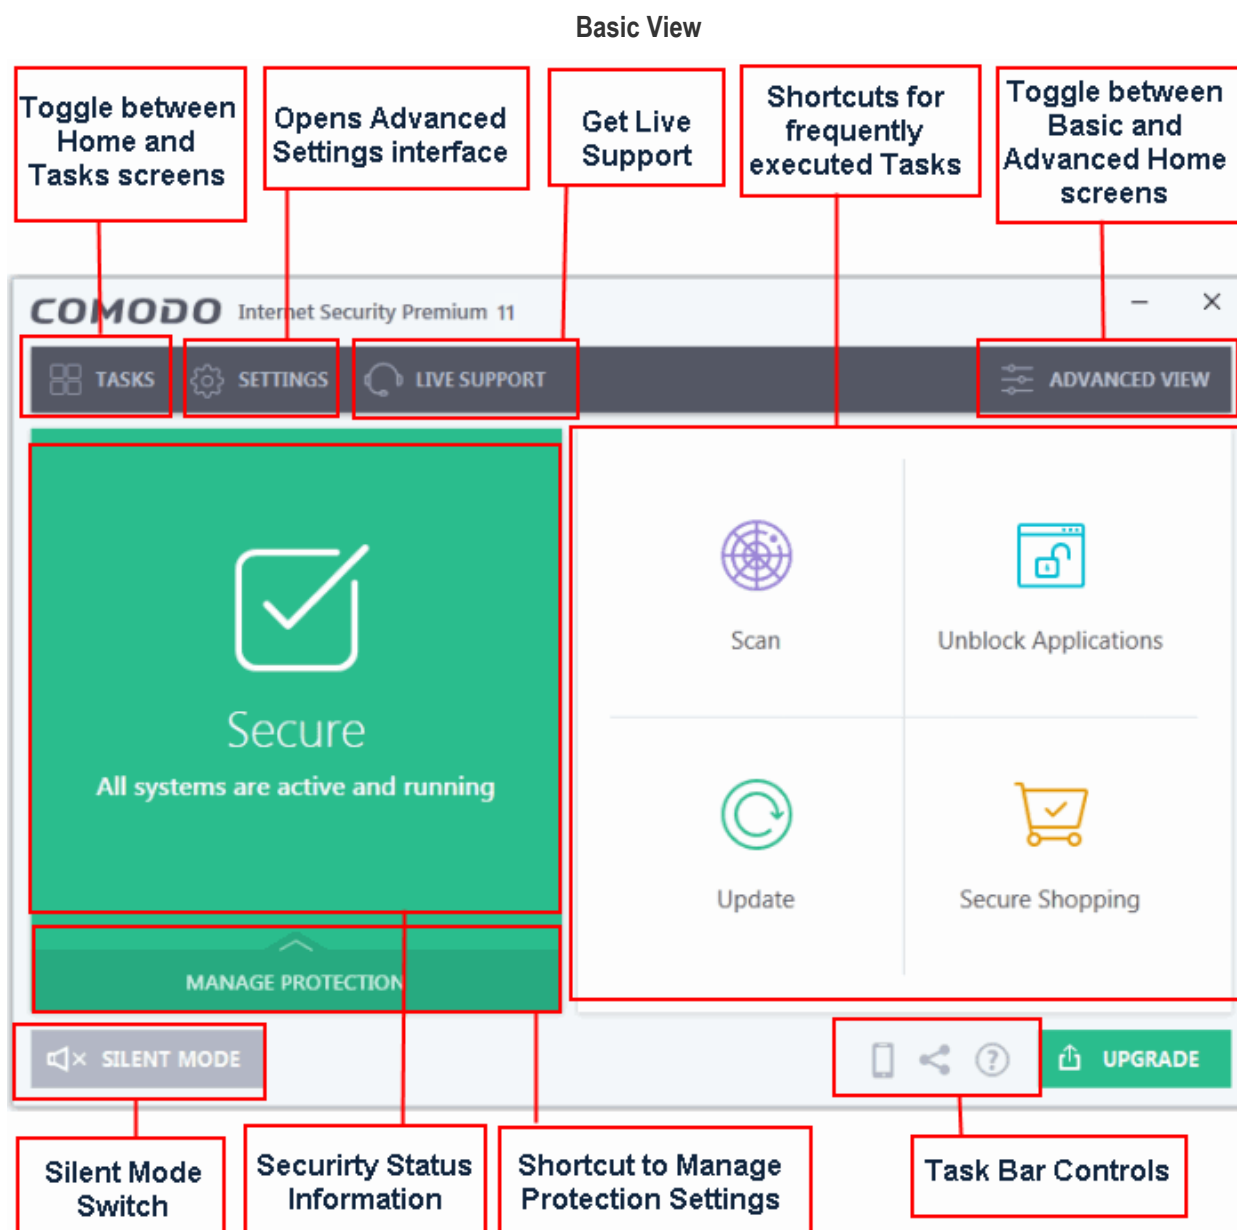 Basic View
Toggle between
Home and
Tasks screens
Opens Advanced
Settings interface
Get Live
Support
Shortcuts for
frequently
executed Tasks
Toggle between
Basic and
Advanced Home
screens
COMODO Internet Security Premium 11
TASKS
SETTINGS
LIVE SUPPORT
ADVANCED VIEW
Secure
All systems are active and running
MANAGE PROTECTION
Scan
Unblock Applications
Update
Secure Shopping
SILENT MODE
UPGRADE
Silent Mode
Switch
Securirty Status
Information
Shortcut to Manage
Protection Settings
Task Bar Controls